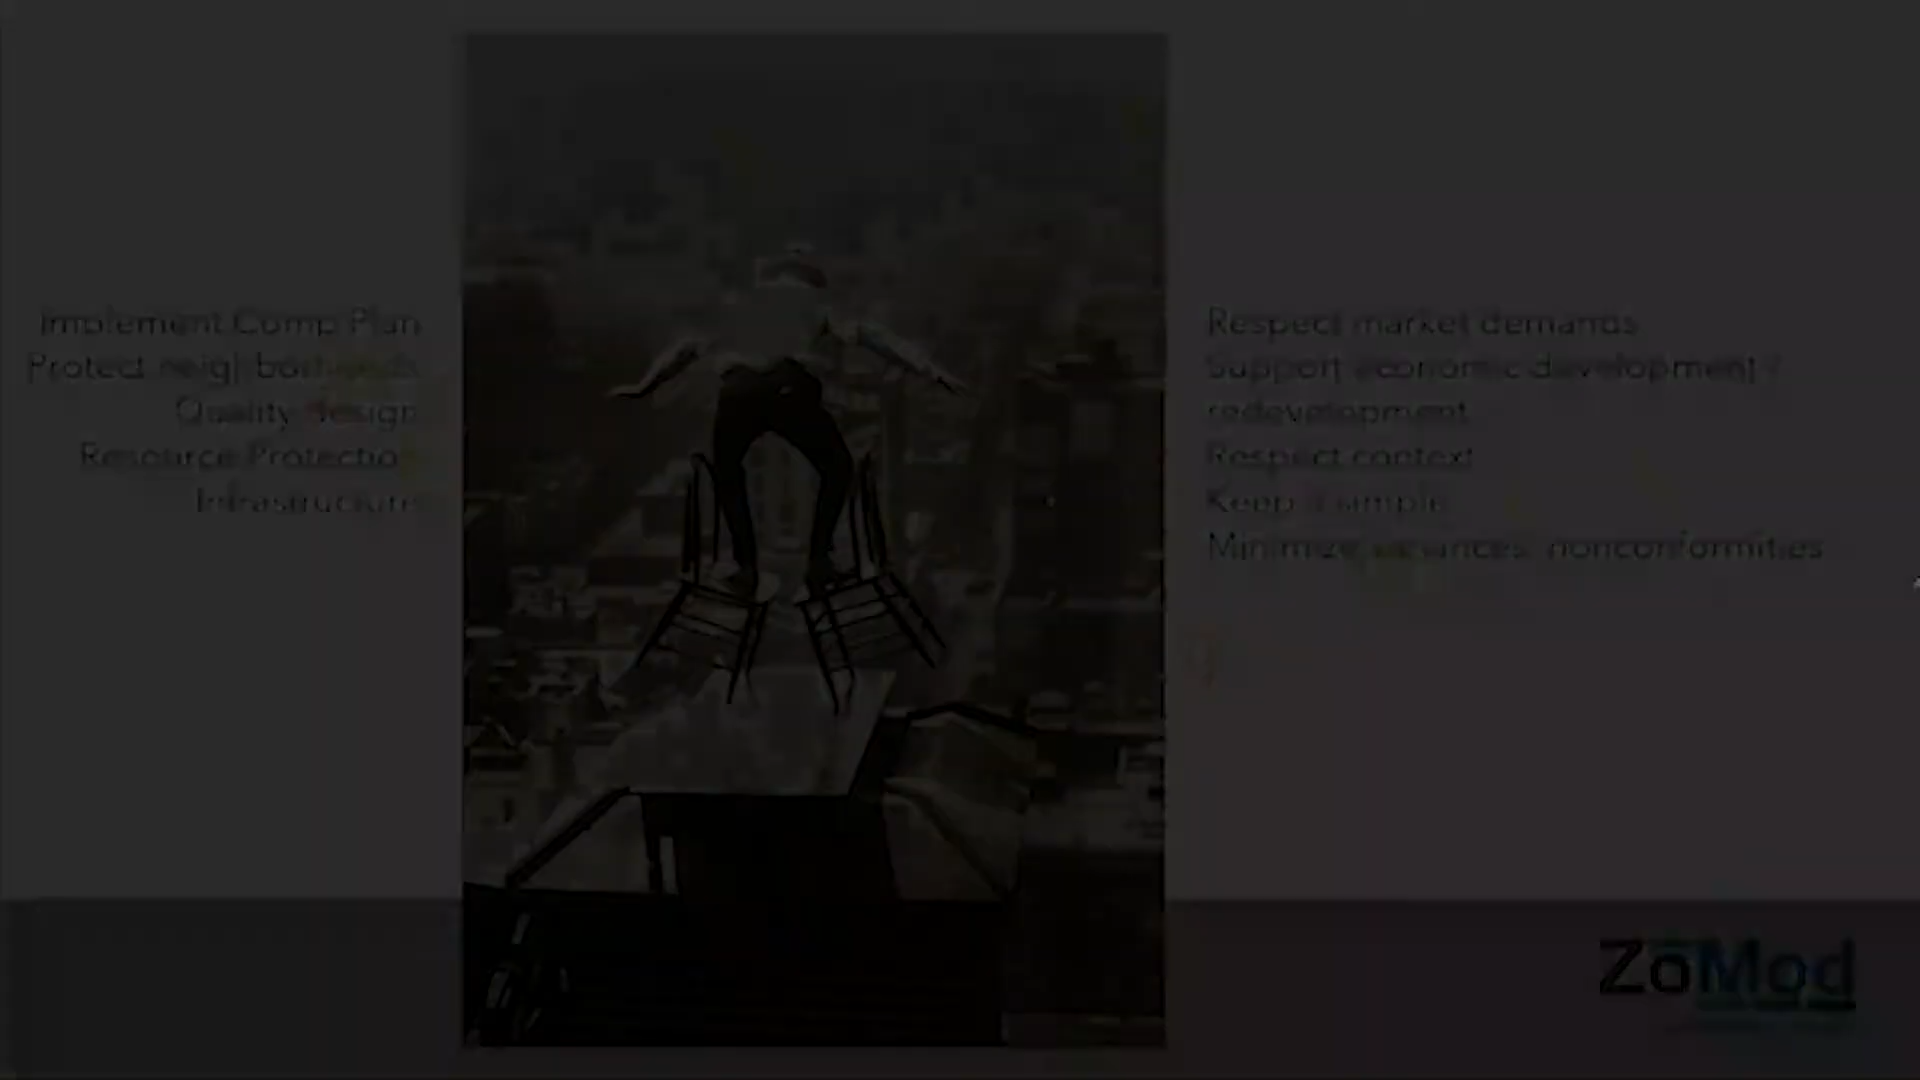 Implement Comp Plan
Protect neighborhoods
Quality design
Resource Protection
Infrastructure
Respect market demands
Support economic development /
redevelopment
Respect context
Keep it simple
Minimize variances, nonconformities
ZoMod